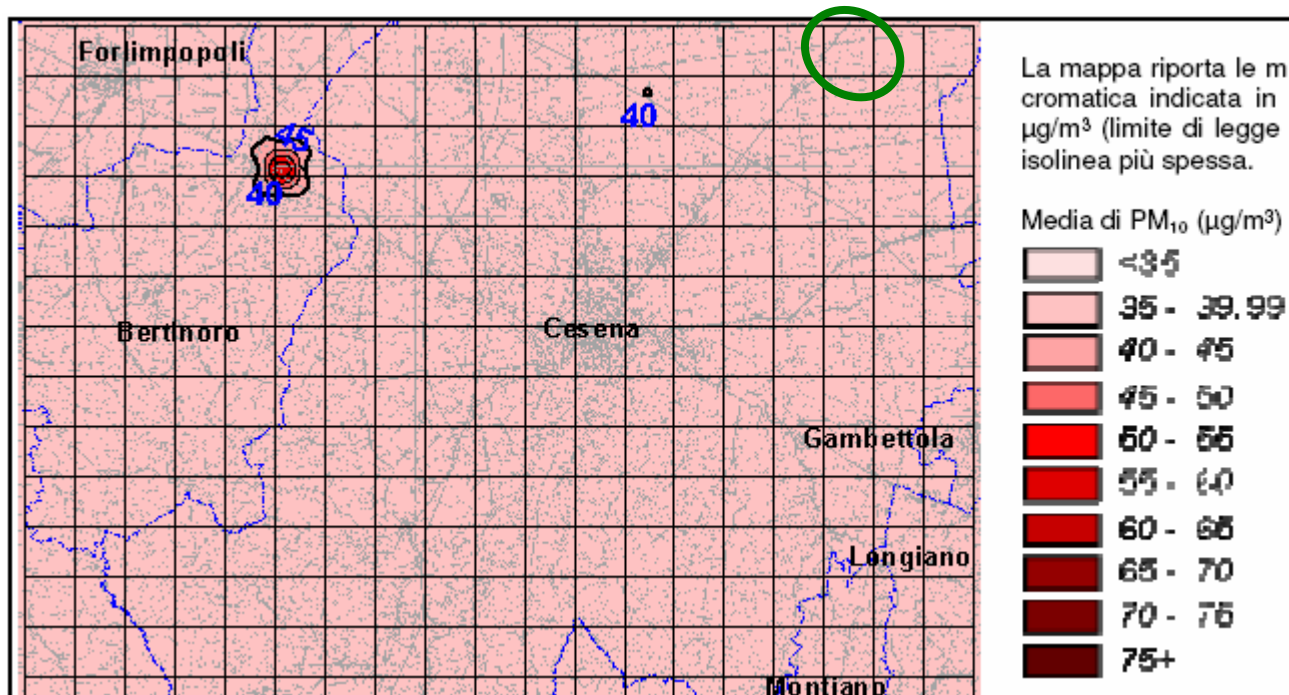 Forlimpopoli
45
40
40
Bertinoro
Cesena
Gambettola
Longiano
Montiano
La mappa riporta le m
cromatica indicata in
µg/m³ (limite di legge
isolinea più spessa.
Media di PM₁₀ (µg/m³)
<35
35 - 39.99
40 - 45
45 - 50
50 - 55
55 - 60
60 - 65
65 - 70
70 - 75
75+